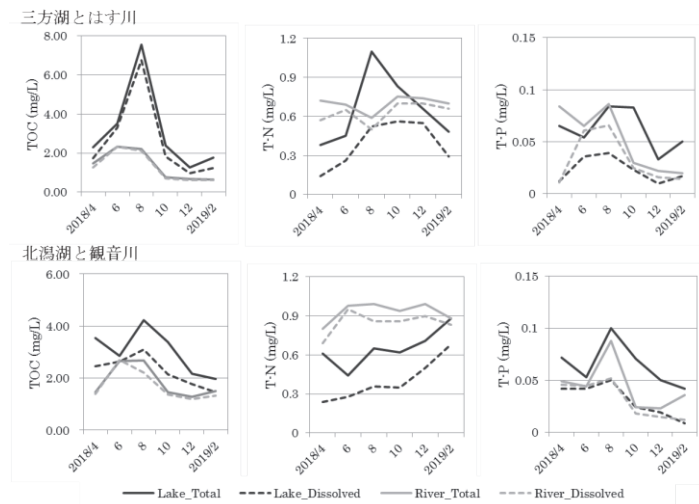 三方湖とはす川
TOC (mg/L)
8.00
6.00
4.00
2.00
0.00
2018/4 6 8 10 12 2019/2
T-N (mg/L)
1.2
0.9
0.6
0.3
0
2018/4 6 8 10 12 2019/2
T-P (mg/L)
0.15
0.1
0.05
0
2018/4 6 8 10 12 2019/2
北潟湖と観音川
TOC (mg/L)
6.00
4.00
2.00
0.00
2018/4 6 8 10 12 2019/2
T-N (mg/L)
1.2
0.9
0.6
0.3
0
2018/4 6 8 10 12 2019/2
T-P (mg/L)
0.15
0.1
0.05
0
2018/4 6 8 10 12 2019/2
Lake_Total Lake_Dissolved River_Total River_Dissolved